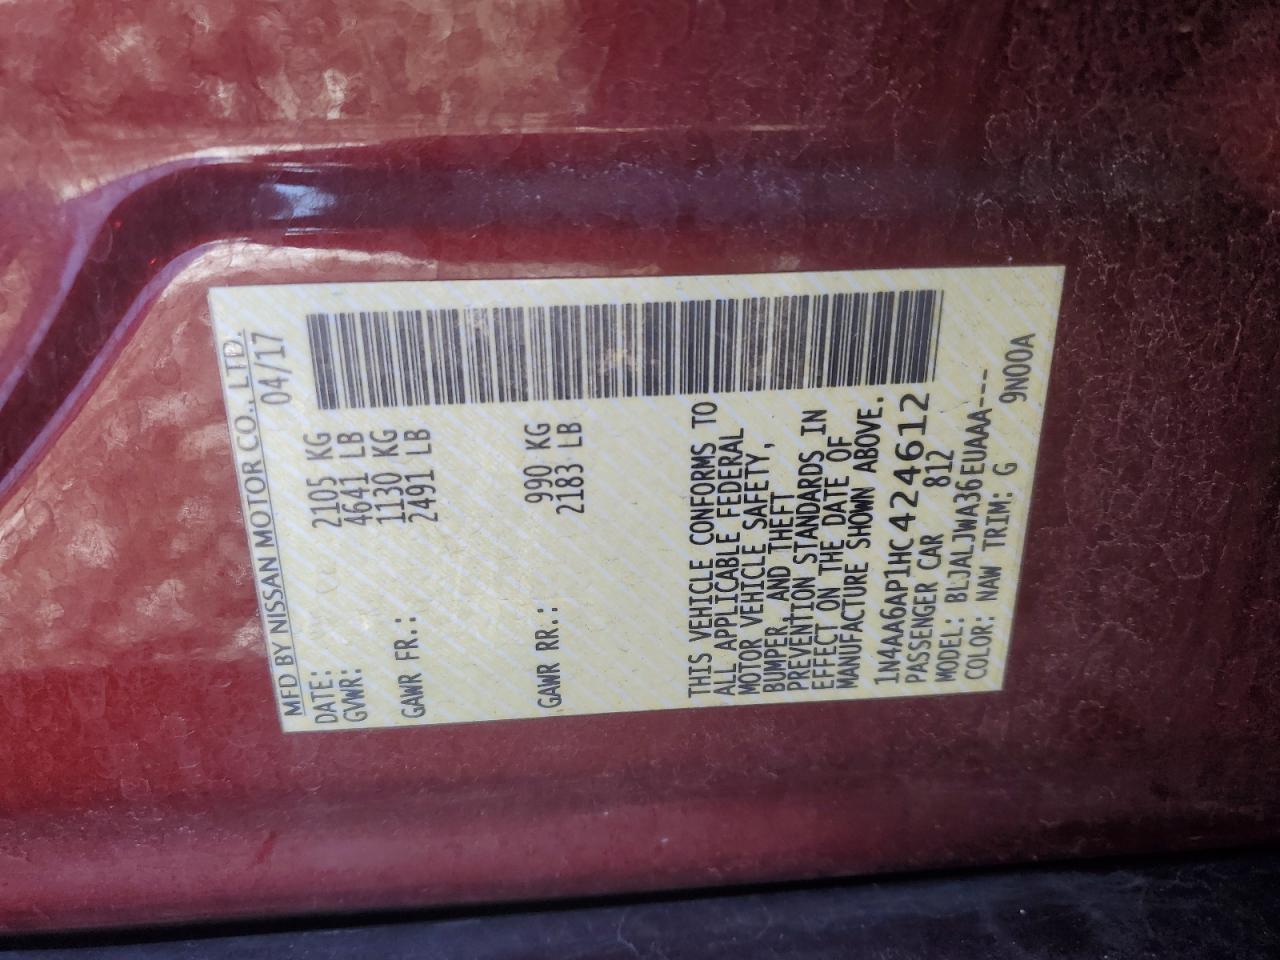 MFD BY NISSAN MOTOR CO., LTD.
DATE: 04/17
GVWR: 2105 KG
4641 LB
GAWR FR.: 1130 KG
2491 LB
GAWR RR.: 990 KG
2183 LB
THIS VEHICLE CONFORMS TO
ALL APPLICABLE FEDERAL
MOTOR VEHICLE SAFETY,
BUMPER, AND THEFT
PREVENTION STANDARDS IN
EFFECT ON THE DATE OF
MANUFACTURE SHOWN ABOVE.
1N4AA6AP1HC424612
PASSENGER CAR 812
MODEL: BLJALJWA36EUAAA---
COLOR: NAW TRIM: G 9N00A